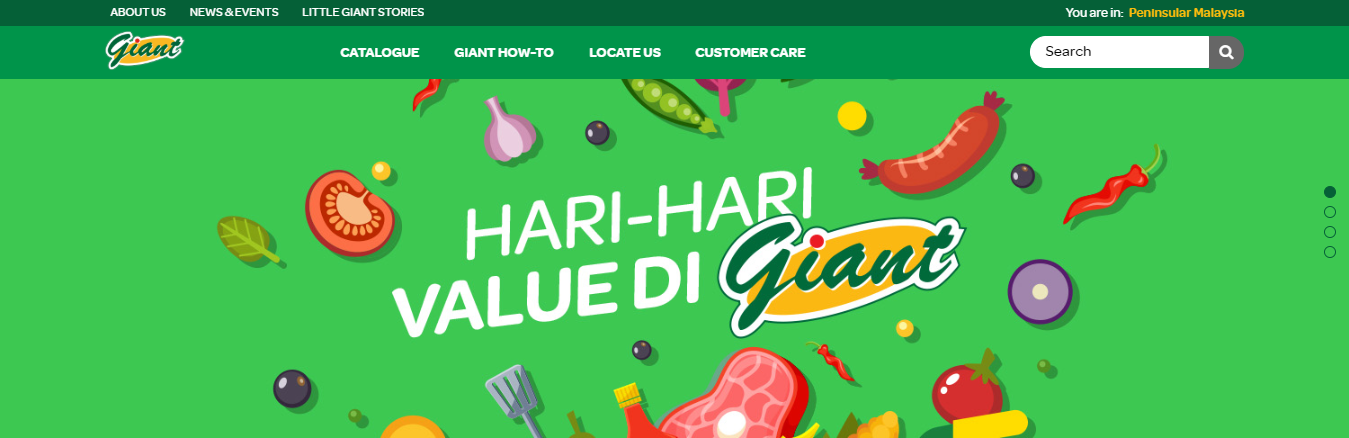 ABOUT US NEWS & EVENTS LITTLE GIANT STORIES You are in: Peninsular Malaysia
Giant CATALOGUE GIANT HOW-TO LOCATE US CUSTOMER CARE Search
HARI-HARI
VALUE DI Giant